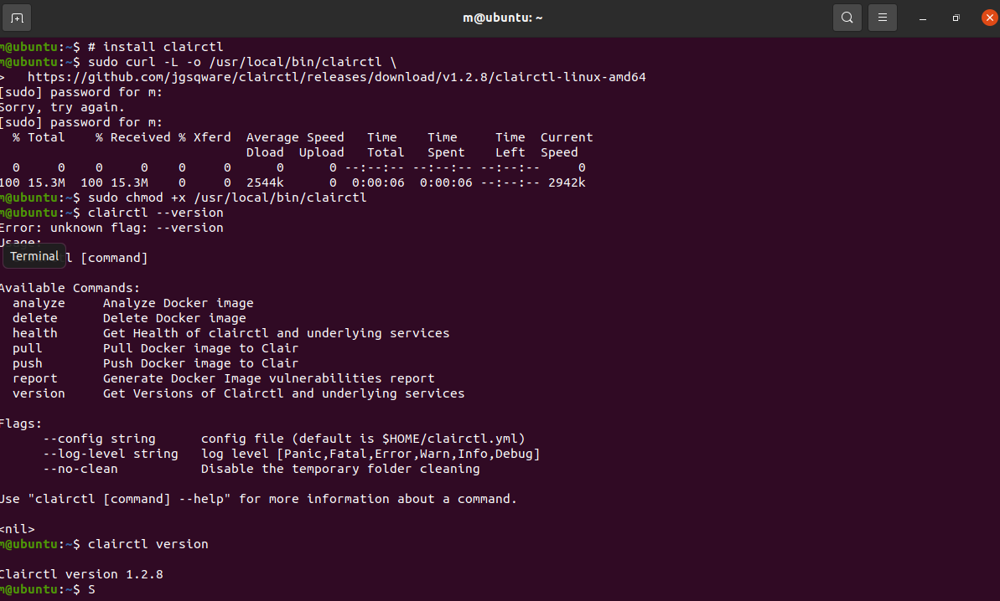 m@ubuntu: ~
m@ubuntu:~$ # install clairctl
m@ubuntu:~$ sudo curl -L -o /usr/local/bin/clairctl \
>   https://github.com/jgsqware/clairctl/releases/download/v1.2.8/clairctl-linux-amd64
[sudo] password for m:
Sorry, try again.
[sudo] password for m:
  % Total    % Received % Xferd  Average Speed   Time    Time     Time  Current
                                 Dload  Upload   Total   Spent    Left  Speed
  0     0    0     0    0     0      0      0 --:--:-- --:--:-- --:--:--     0
100 15.3M  100 15.3M    0     0  2544k      0  0:00:06  0:00:06 --:--:-- 2942k
m@ubuntu:~$ sudo chmod +x /usr/local/bin/clairctl
m@ubuntu:~$ clairctl --version
Error: unknown flag: --version
Usage:
Terminal
l [command]
Available Commands:
  analyze     Analyze Docker image
  delete      Delete Docker image
  health      Get Health of clairctl and underlying services
  pull        Pull Docker image to Clair
  push        Push Docker image to Clair
  report      Generate Docker Image vulnerabilities report
  version     Get Versions of Clairctl and underlying services
Flags:
      --config string      config file (default is $HOME/clairctl.yml)
      --log-level string   log level [Panic,Fatal,Error,Warn,Info,Debug]
      --no-clean           Disable the temporary folder cleaning
Use "clairctl [command] --help" for more information about a command.
<nil>
m@ubuntu:~$ clairctl version
Clairctl version 1.2.8
m@ubuntu:~$ S